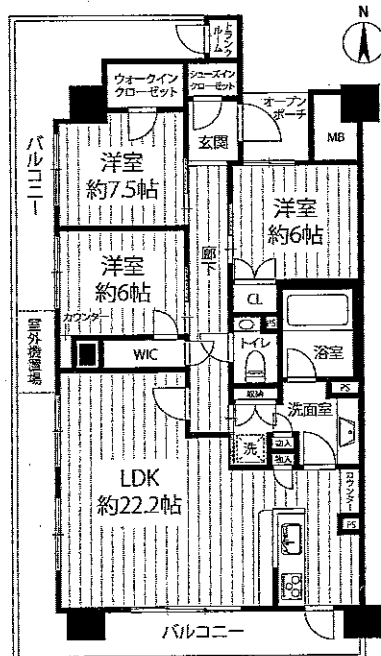 N
トランク
ルーム
ウォークイン
クローゼット
シューズイン
クローゼット
オープン
ポーチ
玄関
MB
バルコニー
洋室
約7.5帖
洋室
約6帖
廊下
洋室
約6帖
カウンター
CL
PS
トイレ
浴室
室外機置場
WIC
収納
PS
洗面室
洗
物入
物入
LDK
約22.2帖
カウンター
PS
バルコニー